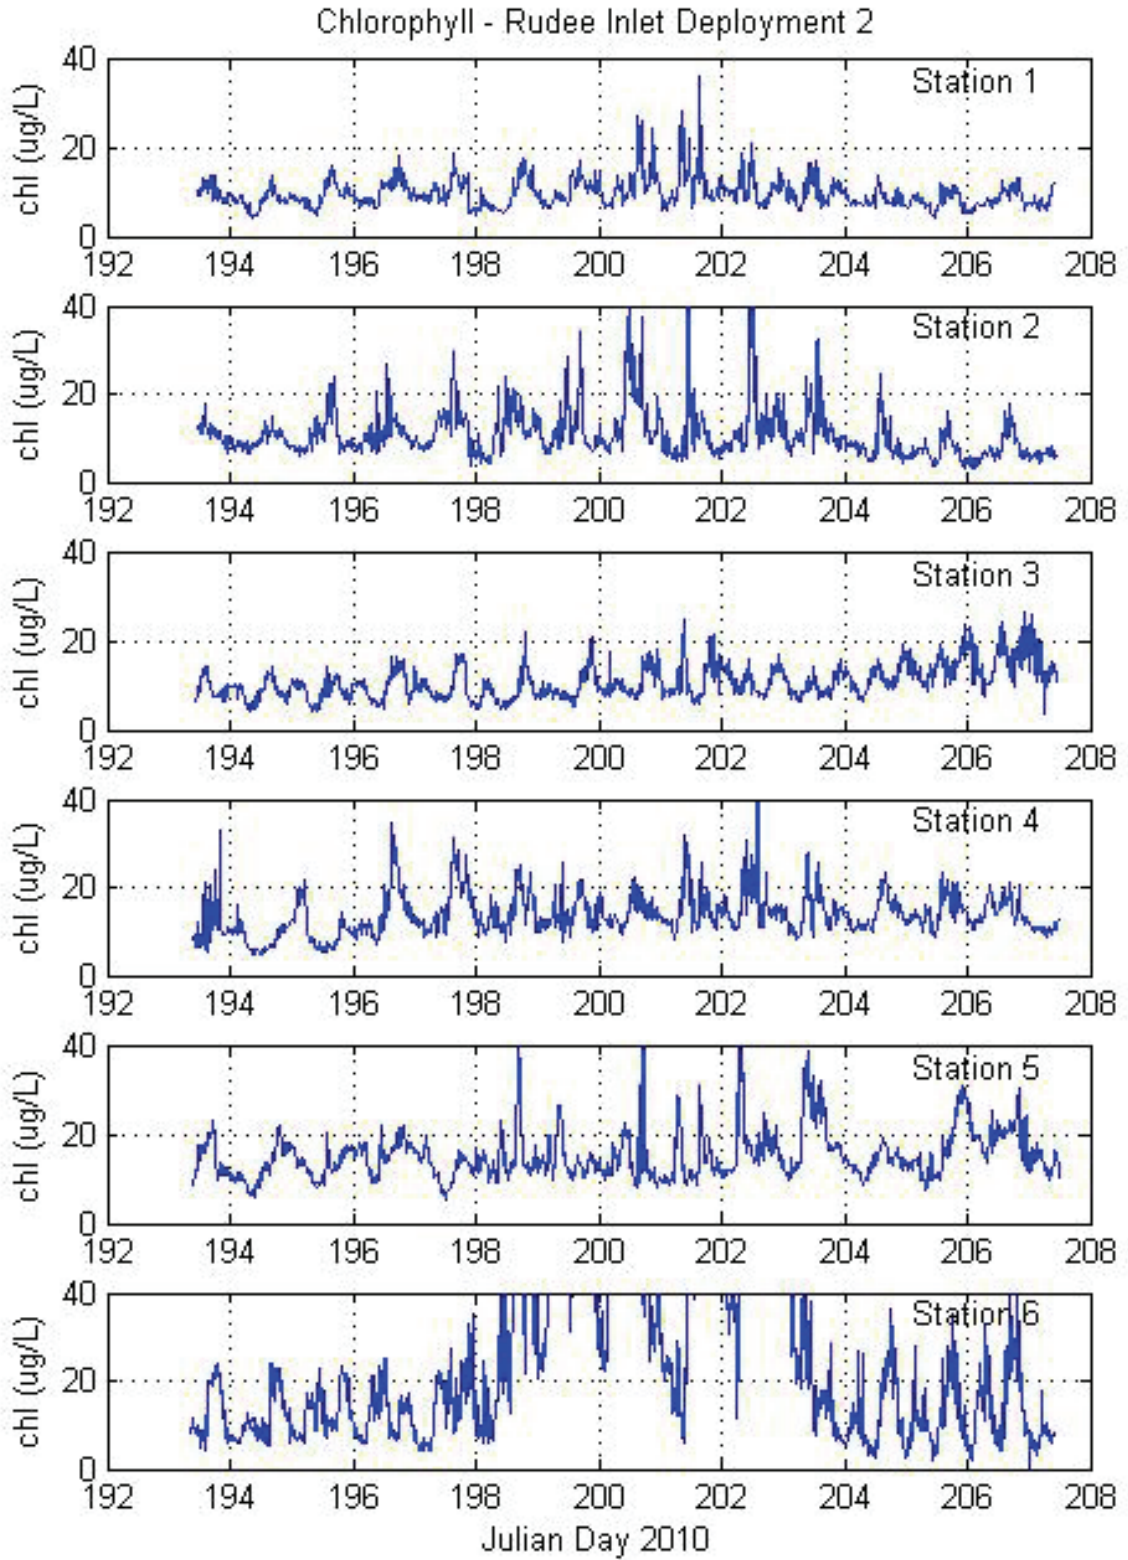 Chlorophyll - Rudee Inlet Deployment 2
40
Station 1
chl (ug/L)
20
0
192 194 196 198 200 202 204 206 208
40
Station 2
chl (ug/L)
20
0
192 194 196 198 200 202 204 206 208
40
Station 3
chl (ug/L)
20
0
192 194 196 198 200 202 204 206 208
40
Station 4
chl (ug/L)
20
0
192 194 196 198 200 202 204 206 208
40
Station 5
chl (ug/L)
20
0
192 194 196 198 200 202 204 206 208
40
Station 6
chl (ug/L)
20
0
192 194 196 198 200 202 204 206 208
Julian Day 2010